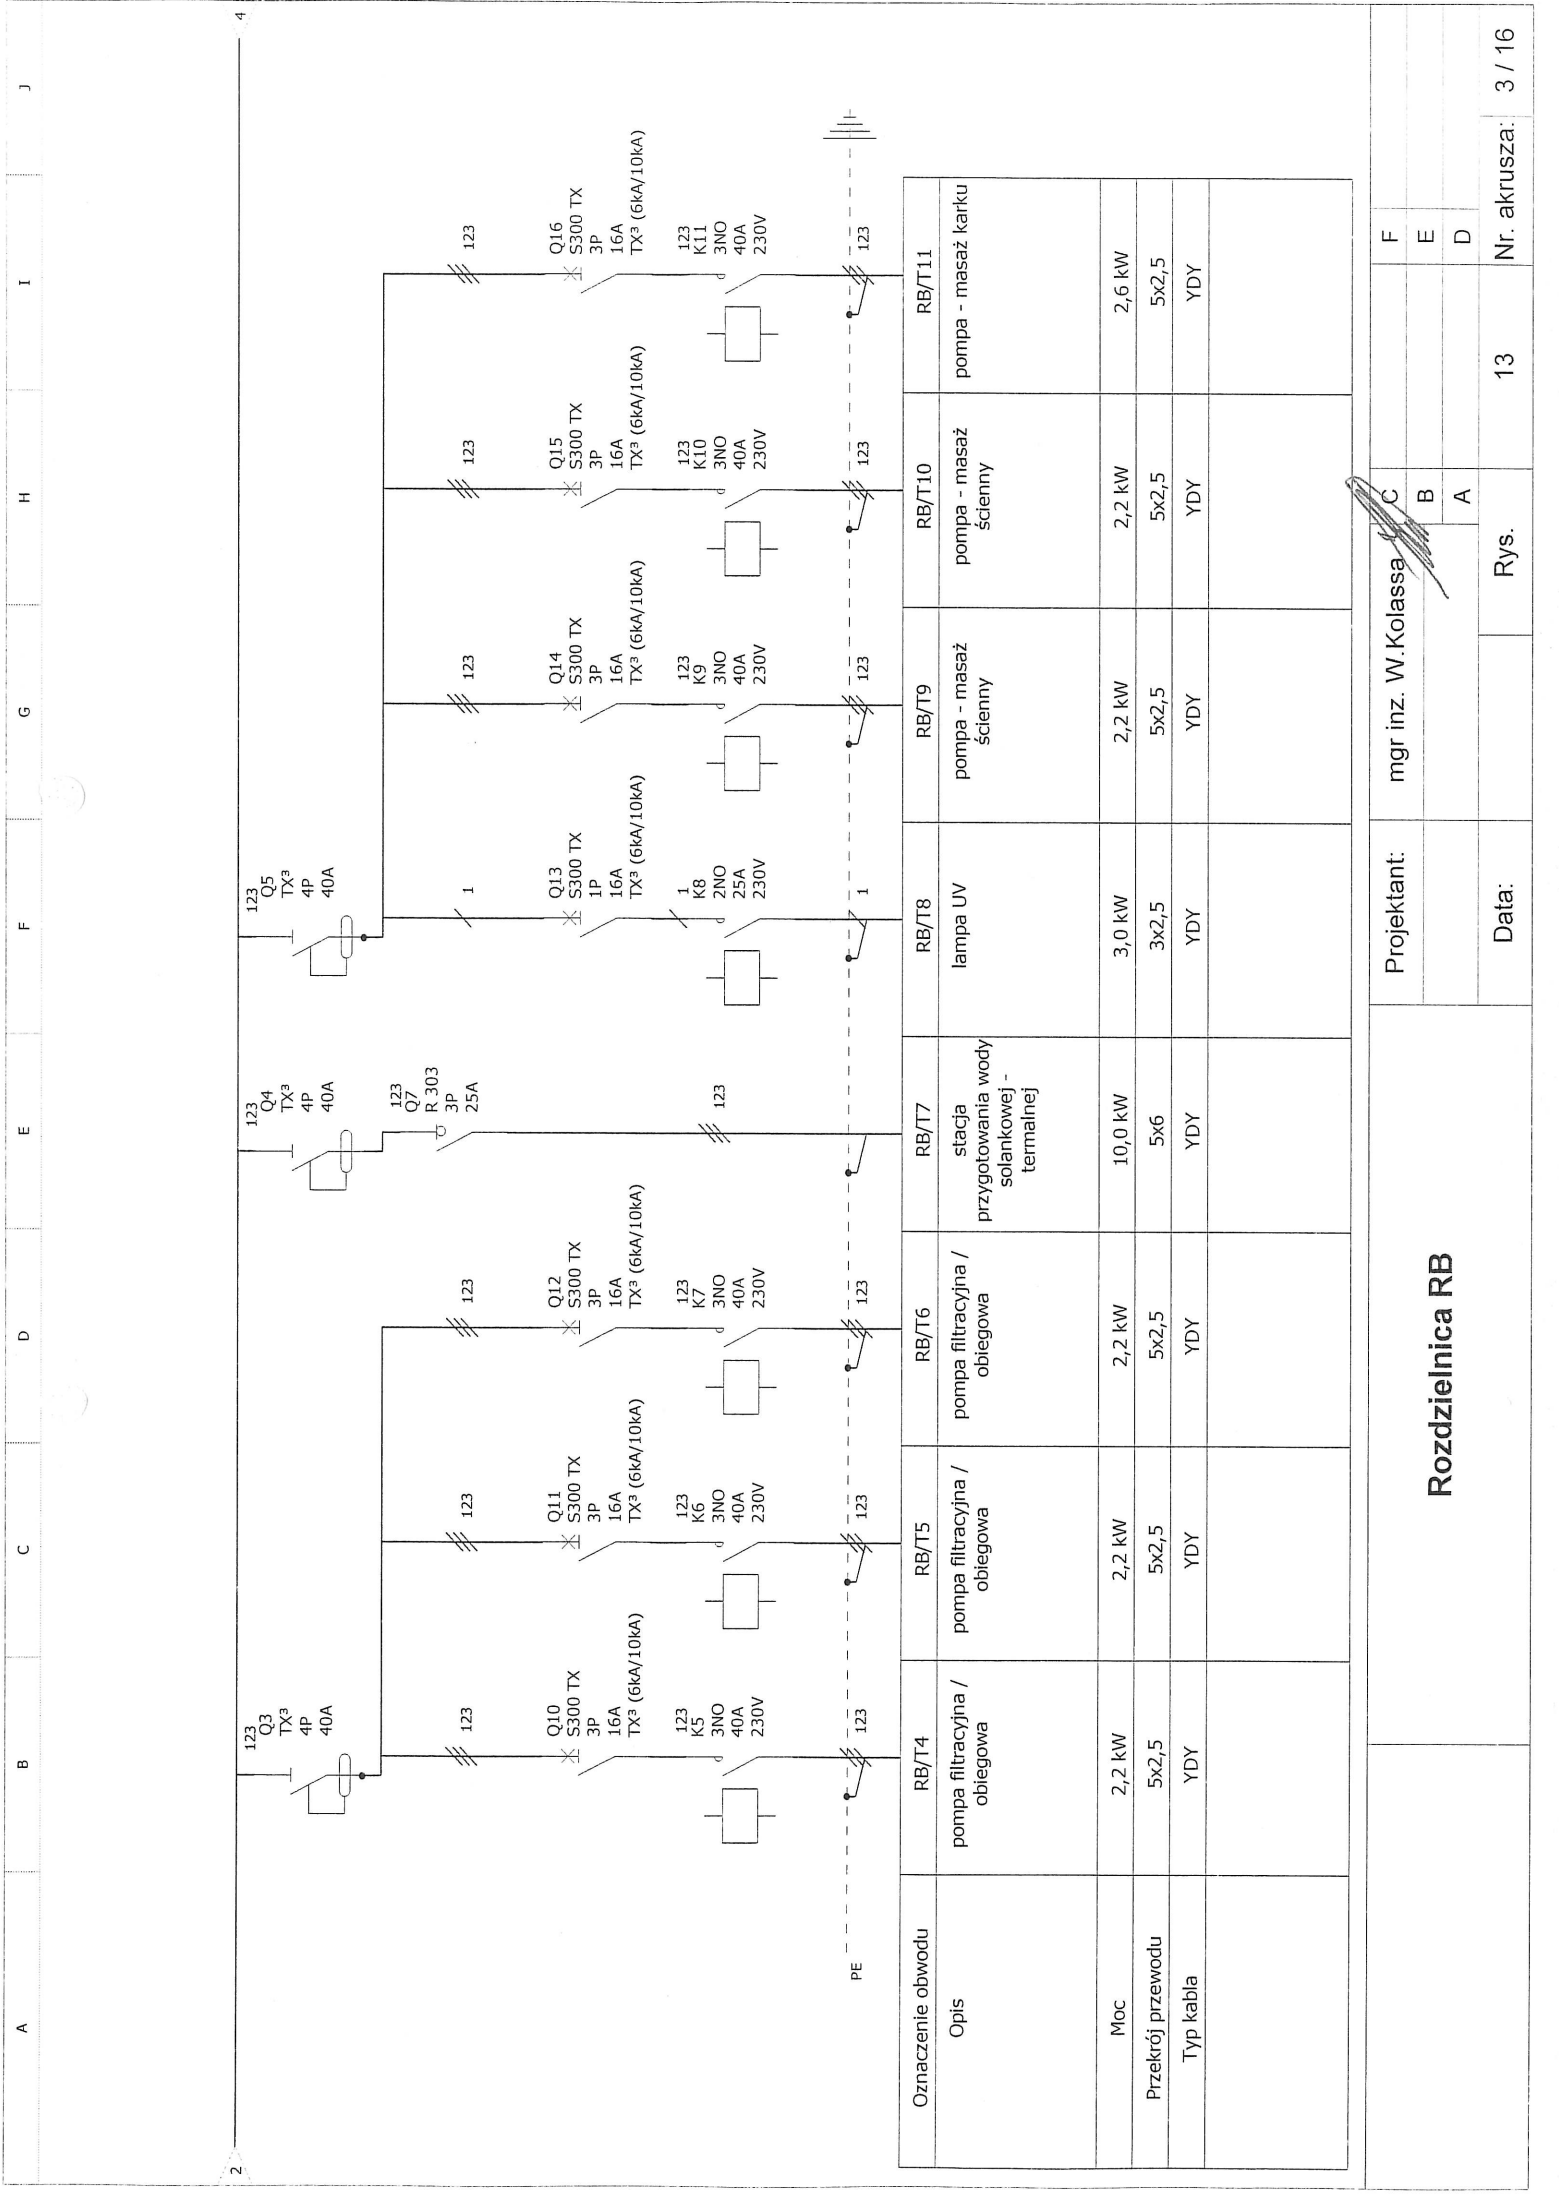 A B C D E F G H I J
2
4
123
Q3
TX³
4P
40A
123
Q4
TX³
4P
40A
123
Q5
TX³
4P
40A
123
Q7
R 303
3P
25A
123
123
123
123
1
123
123
123
Q10
S300 TX
3P
16A
TX³ (6kA/10kA)
Q11
S300 TX
3P
16A
TX³ (6kA/10kA)
Q12
S300 TX
3P
16A
TX³ (6kA/10kA)
Q13
S300 TX
1P
16A
TX³ (6kA/10kA)
Q14
S300 TX
3P
16A
TX³ (6kA/10kA)
Q15
S300 TX
3P
16A
TX³ (6kA/10kA)
Q16
S300 TX
3P
16A
TX³ (6kA/10kA)
123
K5
3NO
40A
230V
123
K6
3NO
40A
230V
123
K7
3NO
40A
230V
1
K8
2NO
25A
230V
123
K9
3NO
40A
230V
123
K10
3NO
40A
230V
123
K11
3NO
40A
230V
PE
123
123
123
1
123
123
123
Oznaczenie obwodu RB/T4 RB/T5 RB/T6 RB/T7 RB/T8 RB/T9 RB/T10 RB/T11
Opis
pompa filtracyjna /
obiegowa
pompa filtracyjna /
obiegowa
pompa filtracyjna /
obiegowa
stacja
przygotowania wody
solankowej -
termalnej
lampa UV
pompa - masaż
ścienny
pompa - masaż
ścienny
pompa - masaż karku
Moc 2,2 kW 2,2 kW 2,2 kW 10,0 kW 3,0 kW 2,2 kW 2,2 kW 2,6 kW
Przekrój przewodu 5x2,5 5x2,5 5x2,5 5x6 3x2,5 5x2,5 5x2,5 5x2,5
Typ kabla YDY YDY YDY YDY YDY YDY YDY YDY
Rozdzielnica RB
Projektant: mgr inz. W.Kolassa
C F
B E
A D
Data: Rys. 13 Nr. akrusza: 3 / 16